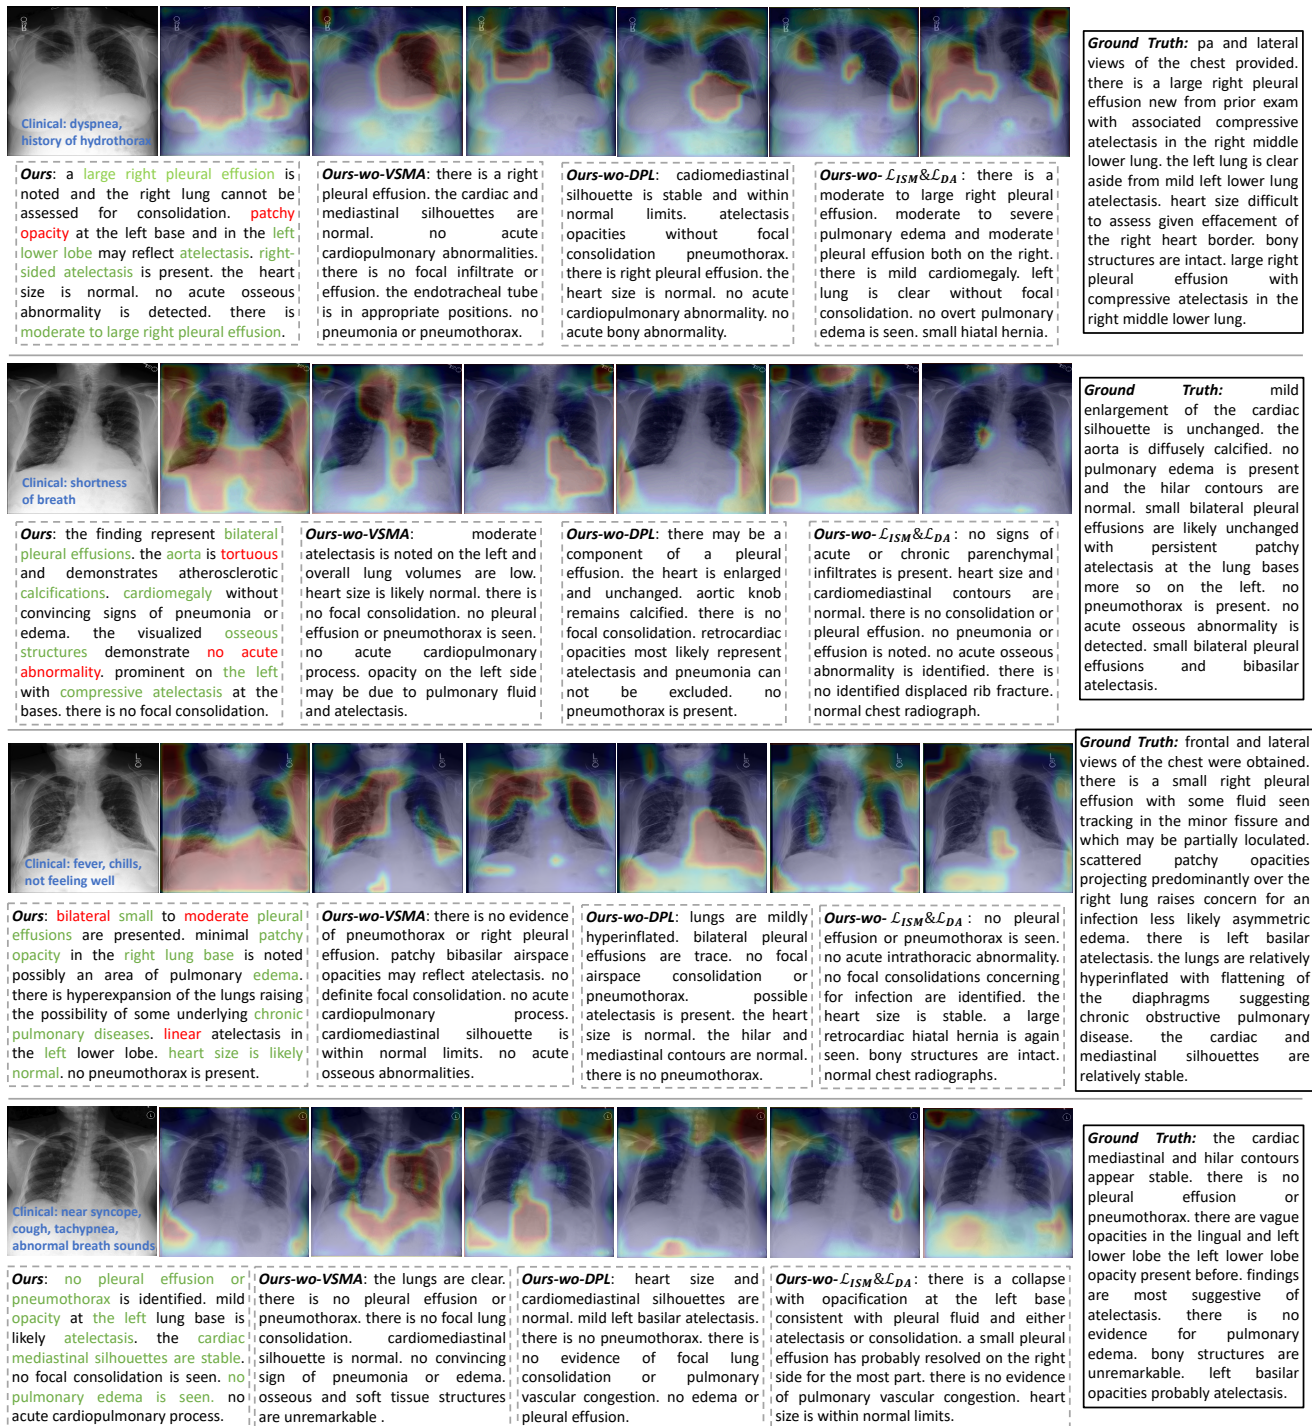 Clinical: dyspnea,
history of hydrothorax
Ours: a large right pleural effusion is
noted and the right lung cannot be
assessed for consolidation. patchy
opacity at the left base and in the left
lower lobe may reflect atelectasis. right-
sided atelectasis is present. the heart
size is normal. no acute osseous
abnormality is detected. there is
moderate to large right pleural effusion.
Ours-wo-VSMA: there is a right
pleural effusion. the cardiac and
mediastinal silhouettes are
normal. no acute
cardiopulmonary abnormalities.
there is no focal infiltrate or
effusion. the endotracheal tube
is in appropriate positions. no
pneumonia or pneumothorax.
Ours-wo-DPL: cadiomediastinal
silhouette is stable and within
normal limits. atelectasis
opacities without focal
consolidation pneumothorax.
there is right pleural effusion. the
heart size is normal. no acute
cardiopulmonary abnormality. no
acute bony abnormality.
Ours-wo-ℒ_ISM&ℒ_DA: there is a
moderate to large right pleural
effusion. moderate to severe
pulmonary edema and moderate
pleural effusion both on the right.
there is mild cardiomegaly. left
lung is clear without focal
consolidation. no overt pulmonary
edema is seen. small hiatal hernia.
Ground Truth: pa and lateral
views of the chest provided.
there is a large right pleural
effusion new from prior exam
with associated compressive
atelectasis in the right middle
lower lung. the left lung is clear
aside from mild left lower lung
atelectasis. heart size difficult
to assess given effacement of
the right heart border. bony
structures are intact. large right
pleural effusion with
compressive atelectasis in the
right middle lower lung.
Clinical: shortness
of breath
Ours: the finding represent bilateral
pleural effusions. the aorta is tortuous
and demonstrates atherosclerotic
calcifications. cardiomegaly without
convincing signs of pneumonia or
edema. the visualized osseous
structures demonstrate no acute
abnormality. prominent on the left
with compressive atelectasis at the
bases. there is no focal consolidation.
Ours-wo-VSMA: moderate
atelectasis is noted on the left and
overall lung volumes are low.
heart size is likely normal. there is
no focal consolidation. no pleural
effusion or pneumothorax is seen.
no acute cardiopulmonary
process. opacity on the left side
may be due to pulmonary fluid
and atelectasis.
Ours-wo-DPL: there may be a
component of a pleural
effusion. the heart is enlarged
and unchanged. aortic knob
remains calcified. there is no
focal consolidation. retrocardiac
opacities most likely represent
atelectasis and pneumonia can
not be excluded. no
pneumothorax is present.
Ours-wo-ℒ_ISM&ℒ_DA: no signs of
acute or chronic parenchymal
infiltrates is present. heart size and
cardiomediastinal contours are
normal. there is no consolidation or
pleural effusion. no pneumonia or
effusion is noted. no acute osseous
abnormality is identified. there is
no identified displaced rib fracture.
normal chest radiograph.
Ground Truth: mild
enlargement of the cardiac
silhouette is unchanged. the
aorta is diffusely calcified. no
pulmonary edema is present
and the hilar contours are
normal. small bilateral pleural
effusions are likely unchanged
with persistent patchy
atelectasis at the lung bases
more so on the left. no
pneumothorax is present. no
acute osseous abnormality is
detected. small bilateral pleural
effusions and bibasilar
atelectasis.
Clinical: fever, chills,
not feeling well
Ours: bilateral small to moderate pleural
effusions are presented. minimal patchy
opacity in the right lung base is noted
possibly an area of pulmonary edema.
there is hyperexpansion of the lungs raising
the possibility of some underlying chronic
pulmonary diseases. linear atelectasis in
the left lower lobe. heart size is likely
normal. no pneumothorax is present.
Ours-wo-VSMA: there is no evidence
of pneumothorax or right pleural
effusion. patchy bibasilar airspace
opacities may reflect atelectasis. no
definite focal consolidation. no acute
cardiopulmonary process.
cardiomediastinal silhouette is
within normal limits. no acute
osseous abnormalities.
Ours-wo-DPL: lungs are mildly
hyperinflated. bilateral pleural
effusions are trace. no focal
airspace consolidation or
pneumothorax. possible
atelectasis is present. the heart
size is normal. the hilar and
mediastinal contours are normal.
there is no pneumothorax.
Ours-wo- ℒ_ISM&ℒ_DA: no pleural
effusion or pneumothorax is seen.
no acute intrathoracic abnormality.
no focal consolidations concerning
for infection are identified. the
heart size is stable. a large
retrocardiac hiatal hernia is again
seen. bony structures are intact.
normal chest radiographs.
Ground Truth: frontal and lateral
views of the chest were obtained.
there is a small right pleural
effusion with some fluid seen
tracking in the minor fissure and
which may be partially loculated.
scattered patchy opacities
projecting predominantly over the
right lung raises concern for an
infection less likely asymmetric
edema. there is left basilar
atelectasis. the lungs are relatively
hyperinflated with flattening of
the diaphragms suggesting
chronic obstructive pulmonary
disease. the cardiac and
mediastinal silhouettes are
relatively stable.
Clinical: near syncope,
cough, tachypnea,
abnormal breath sounds
Ours: no pleural effusion or
pneumothorax is identified. mild
opacity at the left lung base is
likely atelectasis. the cardiac
mediastinal silhouettes are stable.
no focal consolidation is seen. no
pulmonary edema is seen. no
acute cardiopulmonary process.
Ours-wo-VSMA: the lungs are clear.
there is no pleural effusion or
pneumothorax. there is no focal lung
consolidation. cardiomediastinal
silhouette is normal. no convincing
sign of pneumonia or edema.
osseous and soft tissue structures
are unremarkable .
Ours-wo-DPL: heart size and
cardiomediastinal silhouettes are
normal. mild left basilar atelectasis.
there is no pneumothorax. there is
no evidence of focal lung
consolidation or pulmonary
vascular congestion. no edema or
pleural effusion.
Ours-wo-ℒ_ISM&ℒ_DA: there is a collapse
with opacification at the left base
consistent with pleural fluid and either
atelectasis or consolidation. a small pleural
effusion has probably resolved on the right
side for the most part. there is no evidence
of pulmonary vascular congestion. heart
size is within normal limits.
Ground Truth: the cardiac
mediastinal and hilar contours
appear stable. there is no
pleural effusion or
pneumothorax. there are vague
opacities in the lingual and left
lower lobe the left lower lobe
opacity present before. findings
are most suggestive of
atelectasis. there is no
evidence for pulmonary
edema. bony structures are
unremarkable. left basilar
opacities probably atelectasis.